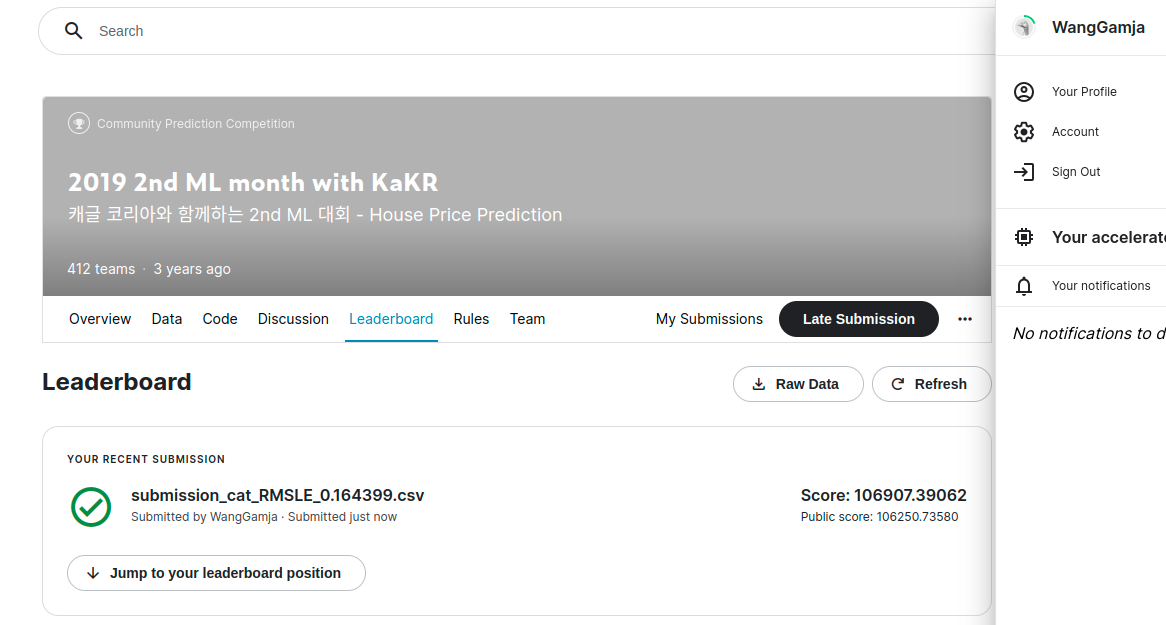 Search
WangGamja
Your Profile
Account
Sign Out
Your
Your notifications
No notifications to
Community Prediction Competition
2019 2nd ML month with KaKR
캐글 코리아와 함께하는 2nd ML 대회 - House Price Prediction
412 teams · 3 years ago
Overview Data Code Discussion Leaderboard Rules Team My Submissions Late Submission
Leaderboard
Raw Data Refresh
YOUR RECENT SUBMISSION
submission_cat_RMSLE_0.164399.csv Score: 106907.39062
Submitted by WangGamja · Submitted just now Public score: 106250.73580
Jump to your leaderboard position